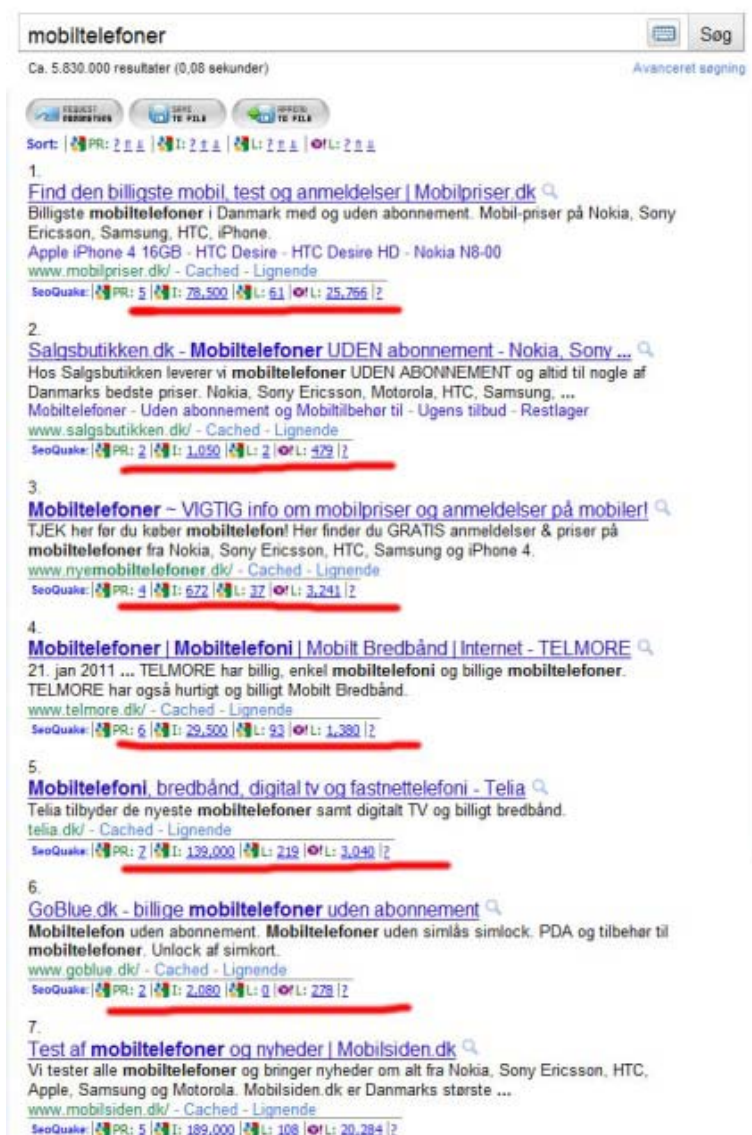 mobiltelefoner Søg
Ca. 5.830.000 resultater (0,08 sekunder) Avanceret søgning
REQUEST PARAMETERS SAVE TO FILE APPEND TO FILE
Sort: PR: ? I: ? L: ? L: ?
1.
Find den billigste mobil, test og anmeldelser | Mobilpriser.dk
Billigste mobiltelefoner i Danmark med og uden abonnement. Mobil-priser på Nokia, Sony
Ericsson, Samsung, HTC, iPhone.
Apple iPhone 4 16GB - HTC Desire - HTC Desire HD - Nokia N8-00
www.mobilpriser.dk/ - Cached - Lignende
SeoQuake: PR: 5 I: 78,500 L: 61 L: 25,766 ?
2.
Salgsbutikken.dk - Mobiltelefoner UDEN abonnement - Nokia, Sony ...
Hos Salgsbutikken leverer vi mobiltelefoner UDEN ABONNEMENT og altid til nogle af
Danmarks bedste priser. Nokia, Sony Ericsson, Motorola, HTC, Samsung, ...
Mobiltelefoner - Uden abonnement og Mobiltilbehør til - Ugens tilbud - Restlager
www.salgsbutikken.dk/ - Cached - Lignende
SeoQuake: PR: 2 I: 1,050 L: 2 L: 479 ?
3.
Mobiltelefoner ~ VIGTIG info om mobilpriser og anmeldelser på mobiler!
TJEK her før du køber mobiltelefon! Her finder du GRATIS anmeldelser & priser på
mobiltelefoner fra Nokia, Sony Ericsson, HTC, Samsung og iPhone 4.
www.nyemobiltelefoner.dk/ - Cached - Lignende
SeoQuake: PR: 4 I: 672 L: 37 L: 3,241 ?
4.
Mobiltelefoner | Mobiltelefoni | Mobilt Bredbånd | Internet - TELMORE
21. jan 2011 ... TELMORE har billig, enkel mobiltelefoni og billige mobiltelefoner.
TELMORE har også hurtigt og billigt Mobilt Bredbånd.
www.telmore.dk/ - Cached - Lignende
SeoQuake: PR: 6 I: 29,500 L: 93 L: 1,380 ?
5.
Mobiltelefoni, bredbånd, digital tv og fastnettelefoni - Telia
Telia tilbyder de nyeste mobiltelefoner samt digitalt TV og billigt bredbånd.
telia.dk/ - Cached - Lignende
SeoQuake: PR: 7 I: 139,000 L: 219 L: 3,040 ?
6.
GoBlue.dk - billige mobiltelefoner uden abonnement
Mobiltelefon uden abonnement. Mobiltelefoner uden simlås simlock. PDA og tilbehør til
mobiltelefoner. Unlock af simkort.
www.goblue.dk/ - Cached - Lignende
SeoQuake: PR: 2 I: 2,080 L: 0 L: 278 ?
7.
Test af mobiltelefoner og nyheder | Mobilsiden.dk
Vi tester alle mobiltelefoner og bringer nyheder om alt fra Nokia, Sony Ericsson, HTC,
Apple, Samsung og Motorola. Mobilsiden.dk er Danmarks største ...
www.mobilsiden.dk/ - Cached - Lignende
SeoQuake: PR: 5 I: 189,000 L: 108 L: 20,284 ?